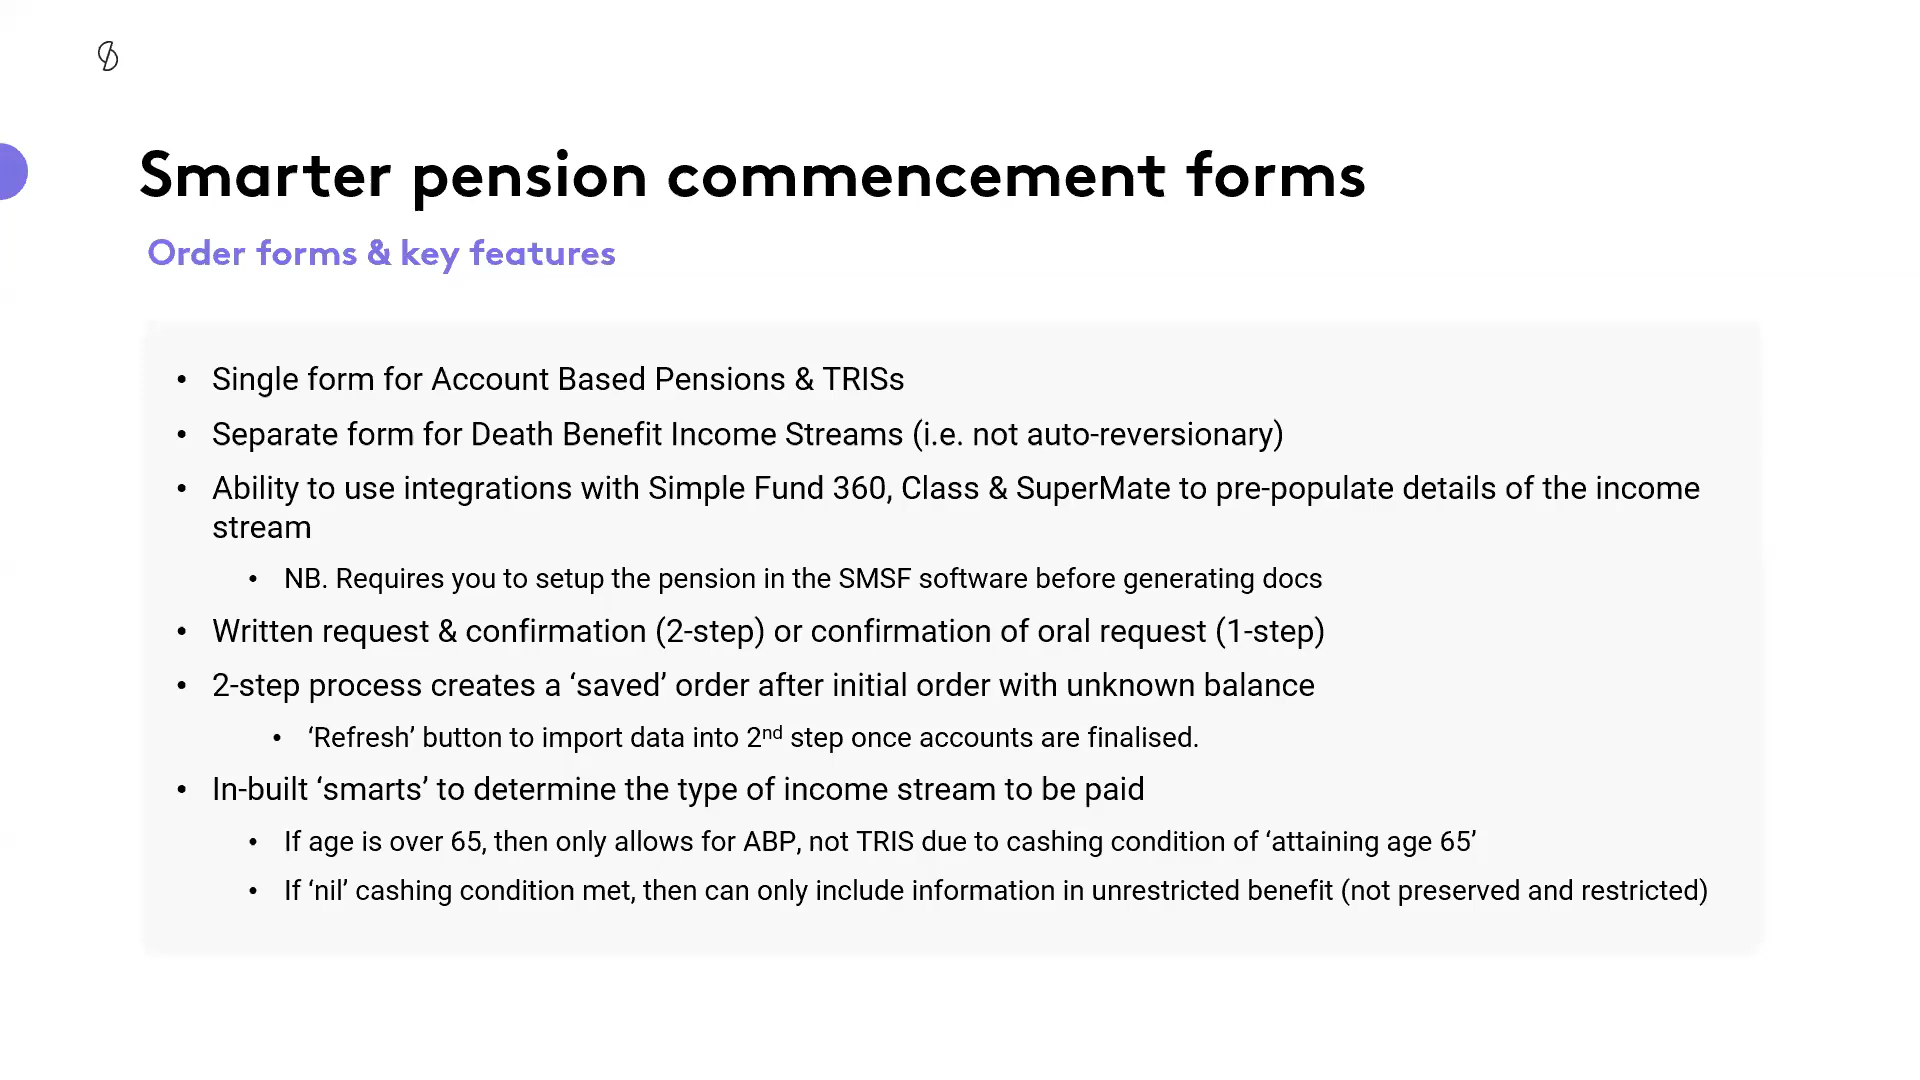 Smarter pension commencement forms
Order forms & key features
• Single form for Account Based Pensions & TRISs
• Separate form for Death Benefit Income Streams (i.e. not auto-reversionary)
• Ability to use integrations with Simple Fund 360, Class & SuperMate to pre-populate details of the income
stream
• NB. Requires you to setup the pension in the SMSF software before generating docs
• Written request & confirmation (2-step) or confirmation of oral request (1-step)
• 2-step process creates a ‘saved’ order after initial order with unknown balance
• ‘Refresh’ button to import data into 2nd step once accounts are finalised.
• In-built ‘smarts’ to determine the type of income stream to be paid
• If age is over 65, then only allows for ABP, not TRIS due to cashing condition of ‘attaining age 65’
• If ‘nil’ cashing condition met, then can only include information in unrestricted benefit (not preserved and restricted)